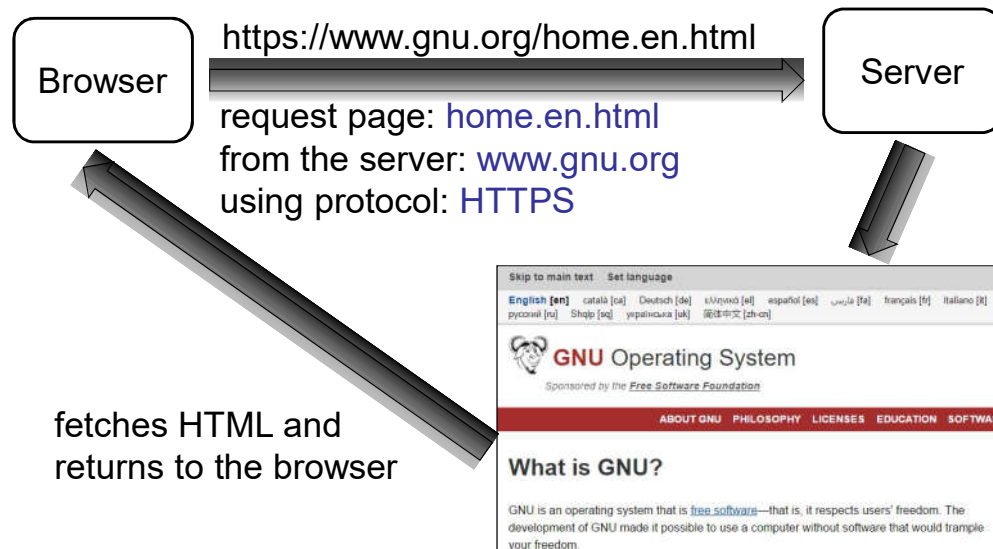 https://www.gnu.org/home.en.html
Browser
Server
request page: home.en.html
from the server: www.gnu.org
using protocol: HTTPS
Skip to main text Set language
English [en] català [ca] Deutsch [de] ελληνικά [el] español [es] فارسی [fa] français [fr] italiano [it]
русский [ru] Shqip [sq] українська [uk] 简体中文 [zh-cn]
GNU Operating System
Sponsored by the Free Software Foundation
ABOUT GNU PHILOSOPHY LICENSES EDUCATION SOFTWA
fetches HTML and
returns to the browser
What is GNU?
GNU is an operating system that is free software—that is, it respects users' freedom. The
development of GNU made it possible to use a computer without software that would trample
your freedom.